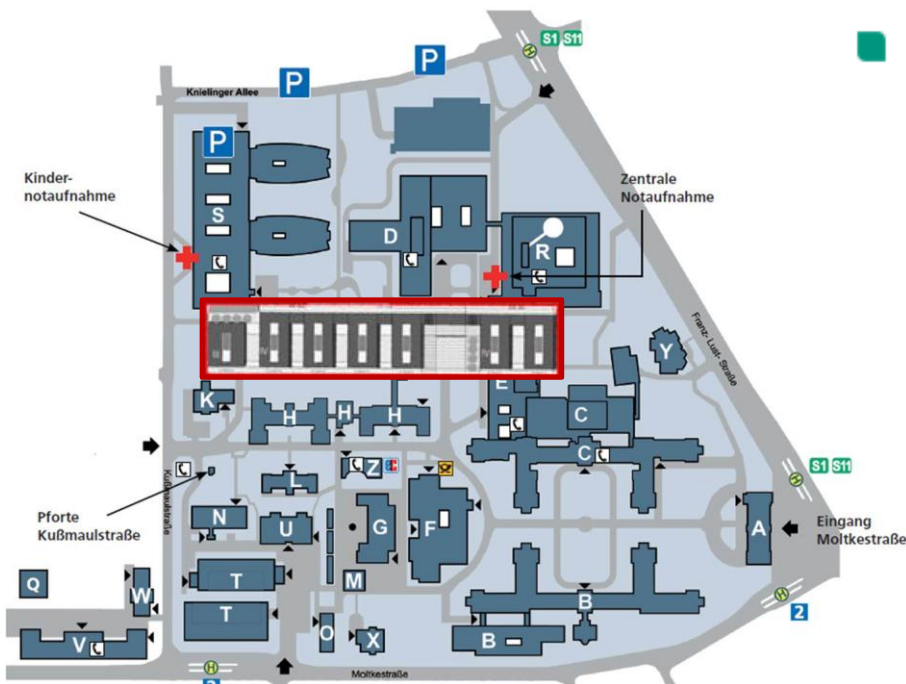 S1 S11
P
P
Knielinger Allee
P
Kinder-
notaufnahme
Zentrale
Notaufnahme
S
D
R
Franz-Lust-Straße
Y
K
H
H
H
E
C
C
Z
L
Kußmaulstraße
S1 S11
Pforte
Kußmaulstraße
N
U
G
F
A
Eingang
Moltkestraße
Q
W
T
M
B
H
2
T
O
X
B
V
H
Moltkestraße